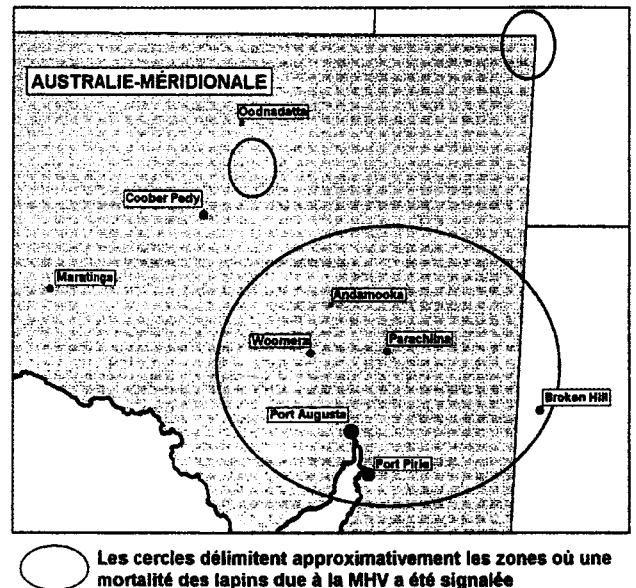 AUSTRALIE-MÉRIDIONALE
Oodnadatta
Coober Pedy
Maralinga
Andamooka
Woomera
Parachilna
Broken Hill
Port Augusta
Port Pirie
Les cercles délimitent approximativement les zones où une
mortalité des lapins due à la MHV a été signalée